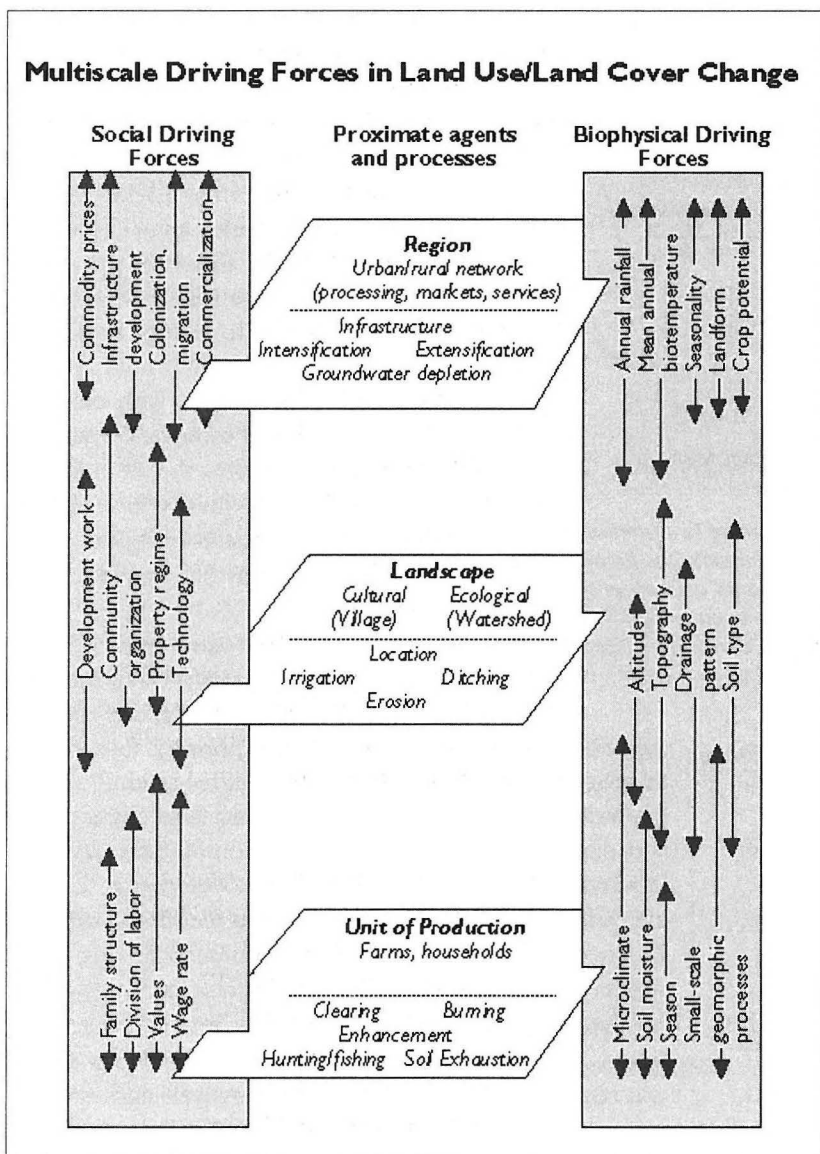 Multiscale Driving Forces in Land Use/Land Cover Change
Social Driving
Forces
Proximate agents
and processes
Biophysical Driving
Forces
Commodity prices
Infrastructure
development
Colonization,
migration
Commercialization
Development work
Community
organization
Property regime
Technology
Family structure
Division of labor
Values
Wage rate
Region
Urban/rural network
(processing, markets, services)
Infrastructure
Intensification Extensification
Groundwater depletion
Landscape
Cultural Ecological
(Village) (Watershed)
Location
Irrigation Ditching
Erosion
Unit of Production
Farms, households
Clearing Burning
Enhancement
Hunting/fishing Soil Exhaustion
Annual rainfall
Mean annual
biotemperature
Seasonality
Landform
Crop potential
Altitude
Topography
Drainage
pattern
Soil type
Microclimate
Soil moisture
Season
Small-scale
geomorphic
processes